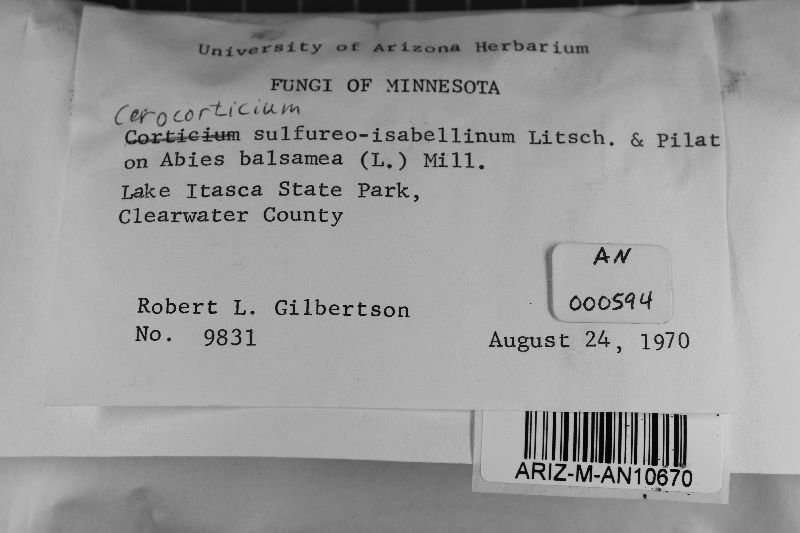 University of Arizona Herbarium
FUNGI OF MINNESOTA
Cerocorticium
Corticium sulfureo-isabellinum Litsch. & Pilat
on Abies balsamea (L.) Mill.
Lake Itasca State Park,
Clearwater County
AN
000594
Robert L. Gilbertson
No. 9831
August 24, 1970
ARIZ-M-AN10670